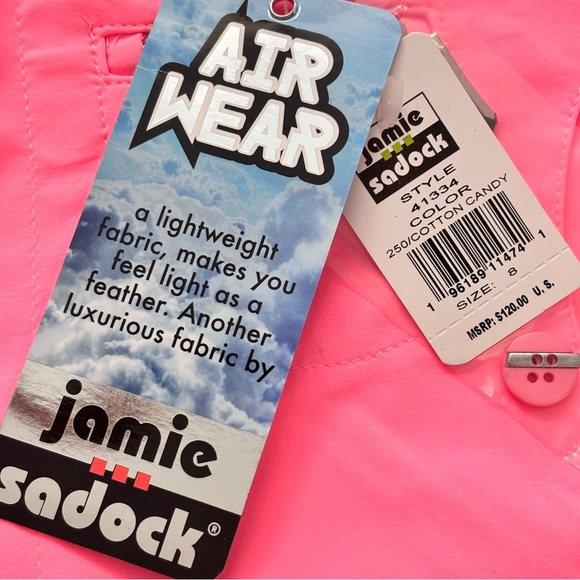 AIR
WEAR
a lightweight
fabric, makes you
feel light as a
feather. Another
luxurious fabric by
jamie
sadock®
jamie
sadock
STYLE
41334
COLOR
250/COTTON CANDY
1 96189 11474 1
SIZE: 8
MSRP: $120.00 U.S.